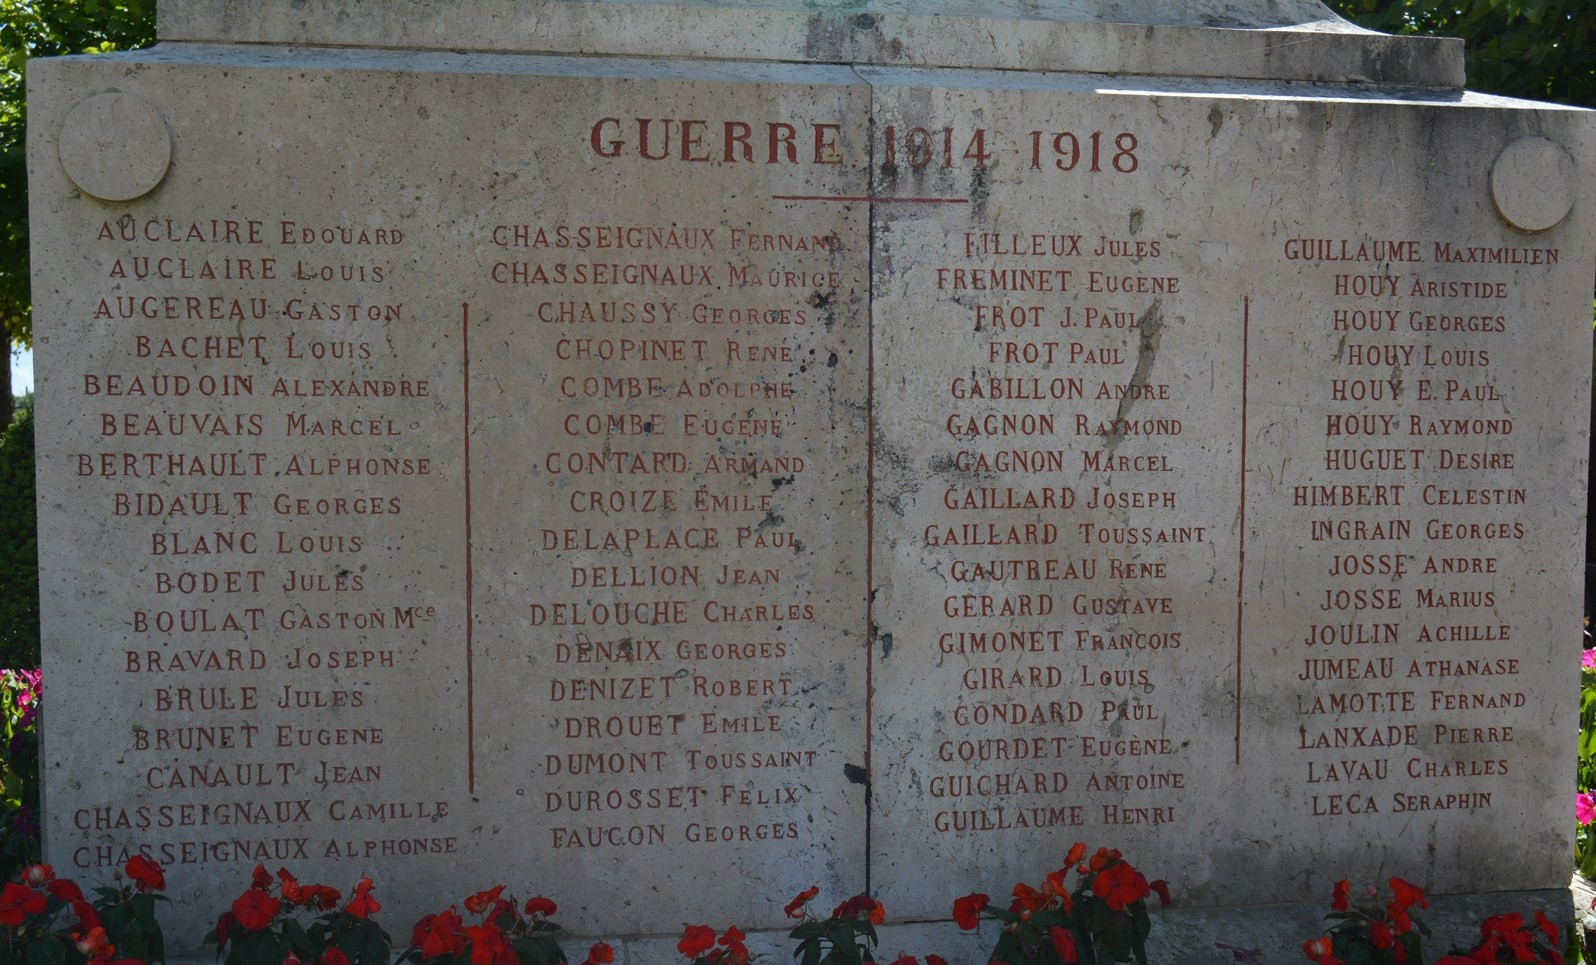 GUERRE 1914 1918
AUCLAIRE EDOUARD
AUCLAIRE LOUIS
AUGEREAU GASTON
BACHET LOUIS
BEAUDOIN ALEXANDRE
BEAUVAIS MARCEL
BERTHAULT ALPHONSE
BIDAULT GEORGES
BLANC LOUIS
BODET JULES
BOULAT GASTON Mce
BRAVARD JOSEPH
BRULE JULES
BRUNET EUGENE
CANAULT JEAN
CHASSEIGNAUX CAMILLE
CHASSEIGNAUX ALPHONSE
CHASSEIGNAUX FERNAND
CHASSEIGNAUX MAURICE
CHAUSSY GEORGES
CHOPINET RENE
COMBE ADOLPHE
COMBE EUGENE
CONTARD ARMAND
CROIZE EMILE
DELAPLACE PAUL
DELLION JEAN
DELOUCHE CHARLES
DENAIX GEORGES
DENIZET ROBERT
DROUET EMILE
DUMONT TOUSSAINT
DUROSSET FELIX
FAUCON GEORGES
FILLEUX JULES
FREMINET EUGENE
FROT J. PAUL
FROT PAUL
GABILLON ANDRE
GAGNON RAYMOND
GAGNON MARCEL
GAILLARD JOSEPH
GAILLARD TOUSSAINT
GAUTREAU RENE
GERARD GUSTAVE
GIMONET FRANCOIS
GIRARD LOUIS
GONDARD PAUL
GOURDET EUGÈNE
GUICHARD ANTOINE
GUILLAUME HENRI
GUILLAUME MAXIMILIEN
HOUY ARISTIDE
HOUY GEORGES
HOUY LOUIS
HOUY E. PAUL
HOUY RAYMOND
HUGUET DESIRE
HIMBERT CELESTIN
INGRAIN GEORGES
JOSSE ANDRE
JOSSE MARIUS
JOULIN ACHILLE
JUMEAU ATHANASE
LAMOTTE FERNAND
LANXADE PIERRE
LAVAU CHARLES
LECA SERAPHIN